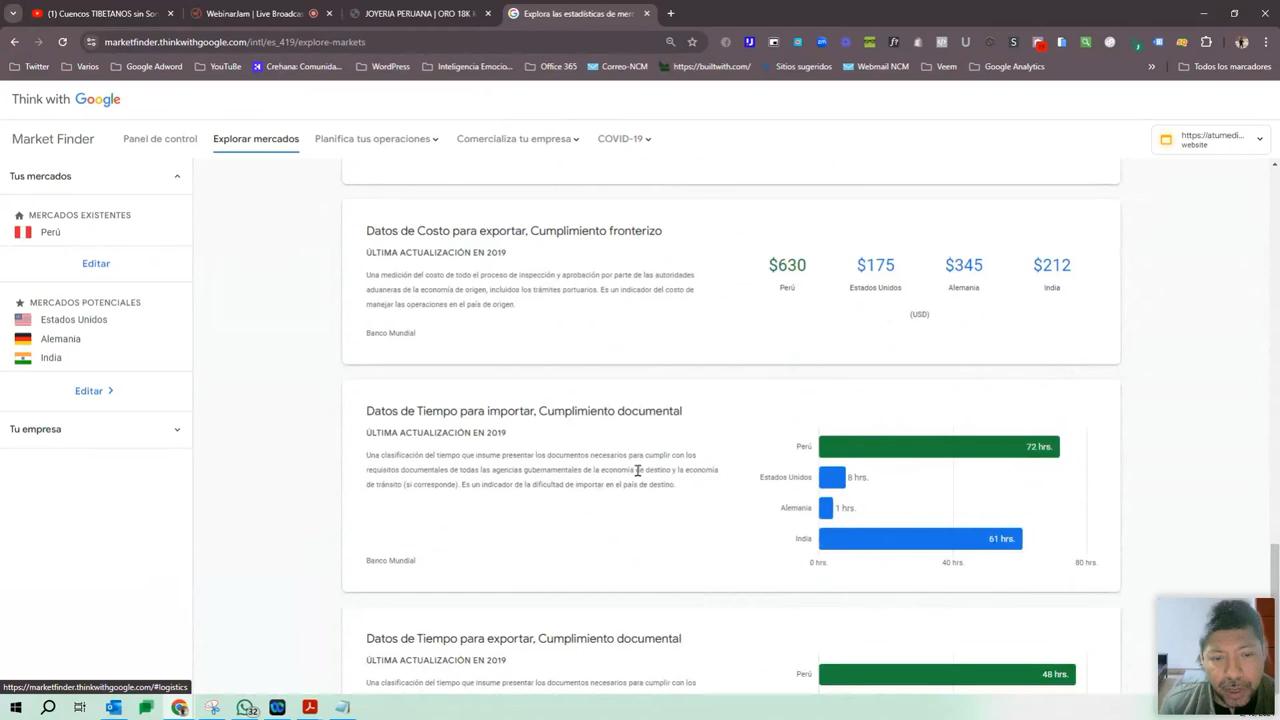 (1) Cuencos TIBETANOS sin So
WebinarJam | Live Broadcas
JOYERIA PERUANA | ORO 18K
Explora las estadísticas de mer
marketfinder.thinkwithgoogle.com/intl/es_419/explore-markets
Twitter
Varios
Google Adword
YouTube
Crehana: Comunida...
WordPress
Inteligencia Emocio...
Office 365
Correo-NCM
https://builtwith.com/
Sitios sugeridos
Webmail NCM
Veem
Google Analytics
»
Todos los marcadores
Think with Google
Market Finder
Panel de control
Explorar mercados
Planifica tus operaciones
Comercializa tu empresa
COVID-19
https://atumedi...
website
Tus mercados
MERCADOS EXISTENTES
Perú
Editar
MERCADOS POTENCIALES
Estados Unidos
Alemania
India
Editar
Tu empresa
Datos de Costo para exportar, Cumplimiento fronterizo
ÚLTIMA ACTUALIZACIÓN EN 2019
Una medición del costo de todo el proceso de inspección y aprobación por parte de las autoridades
aduaneras de la economía de origen, incluidos los trámites portuarios. Es un indicador del costo de
manejar las operaciones en el país de origen.
Banco Mundial
$630
$175
$345
$212
Perú
Estados Unidos
Alemania
India
(USD)
Datos de Tiempo para importar, Cumplimiento documental
ÚLTIMA ACTUALIZACIÓN EN 2019
Una clasificación del tiempo que insume presentar los documentos necesarios para cumplir con los
requisitos documentales de todas las agencias gubernamentales de la economía de destino y la economía
de tránsito (si corresponde). Es un indicador de la dificultad de importar en el país de destino.
Banco Mundial
Perú
72 hrs.
Estados Unidos
8 hrs.
Alemania
1 hrs.
India
61 hrs.
0 hrs.
40 hrs.
80 hrs.
Datos de Tiempo para exportar, Cumplimiento documental
ÚLTIMA ACTUALIZACIÓN EN 2019
Una clasificación del tiempo que insume presentar los documentos necesarios para cumplir con los
Perú
48 hrs.
https://marketfinder.thinkwithgoogle.com/#logistics
32